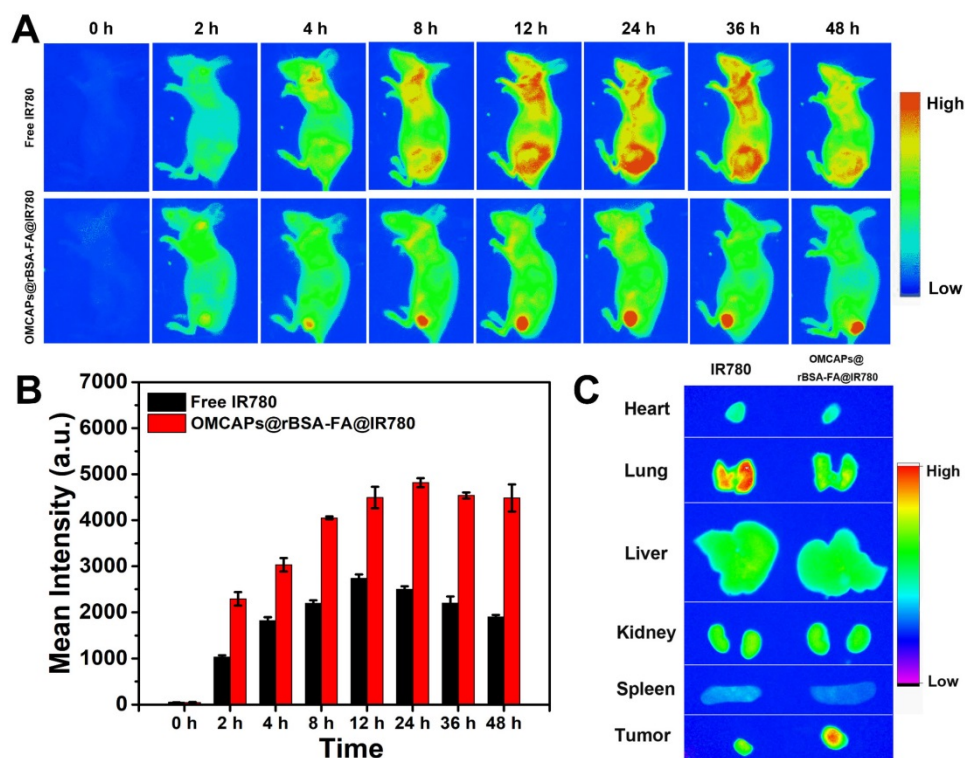 A
0 h 2 h 4 h 8 h 12 h 24 h 36 h 48 h
Free IR780
OMCAPs@rBSA-FA@IR780
High
Low
B
7000
6000
5000
4000
3000
2000
1000
0
Mean Intensity (a.u.)
Free IR780
OMCAPs@rBSA-FA@IR780
0 h 2 h 4 h 8 h 12 h 24 h 36 h 48 h
Time
C
IR780
OMCAPs@
rBSA-FA@IR780
Heart
Lung
Liver
Kidney
Spleen
Tumor
High
Low